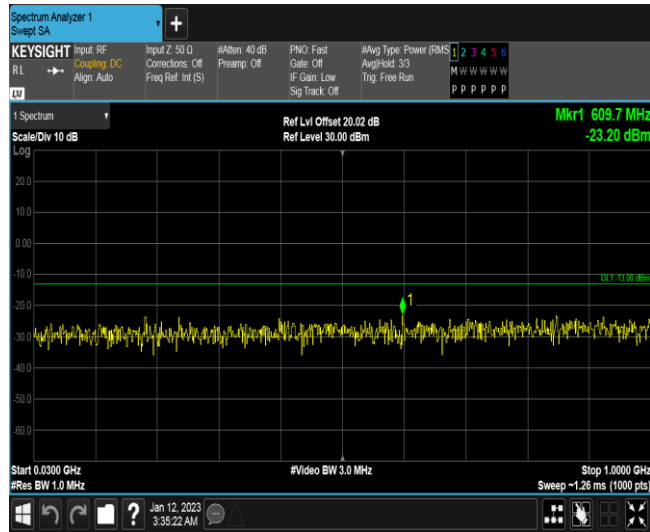 Spectrum Analyzer 1
Swept SA
+
KEYSIGHT
RL
LXI
Input: RF
Coupling: DC
Align: Auto
Input Z: 50 Ω
Corrections: Off
Freq Ref: Int (S)
#Atten: 40 dB
Preamp: Off
PNO: Fast
Gate: Off
IF Gain: Low
Sig Track: Off
#Avg Type: Power (RMS
Avg|Hold: 3/3
Trig: Free Run
1 2 3 4 5 6
M W W W W W
P P P P P P
1 Spectrum
Scale/Div 10 dB
Log
Ref Lvl Offset 20.02 dB
Ref Level 30.00 dBm
Mkr1 609.7 MHz
-23.20 dBm
20.0
10.0
0.00
-10.0
DL1 -13.00 dBm
1
-20.0
-30.0
-40.0
-50.0
-60.0
Start 0.0300 GHz
#Res BW 1.0 MHz
#Video BW 3.0 MHz
Stop 1.0000 GHz
Sweep ~1.26 ms (1000 pts)
?
Jan 12, 2023
3:35:22 AM